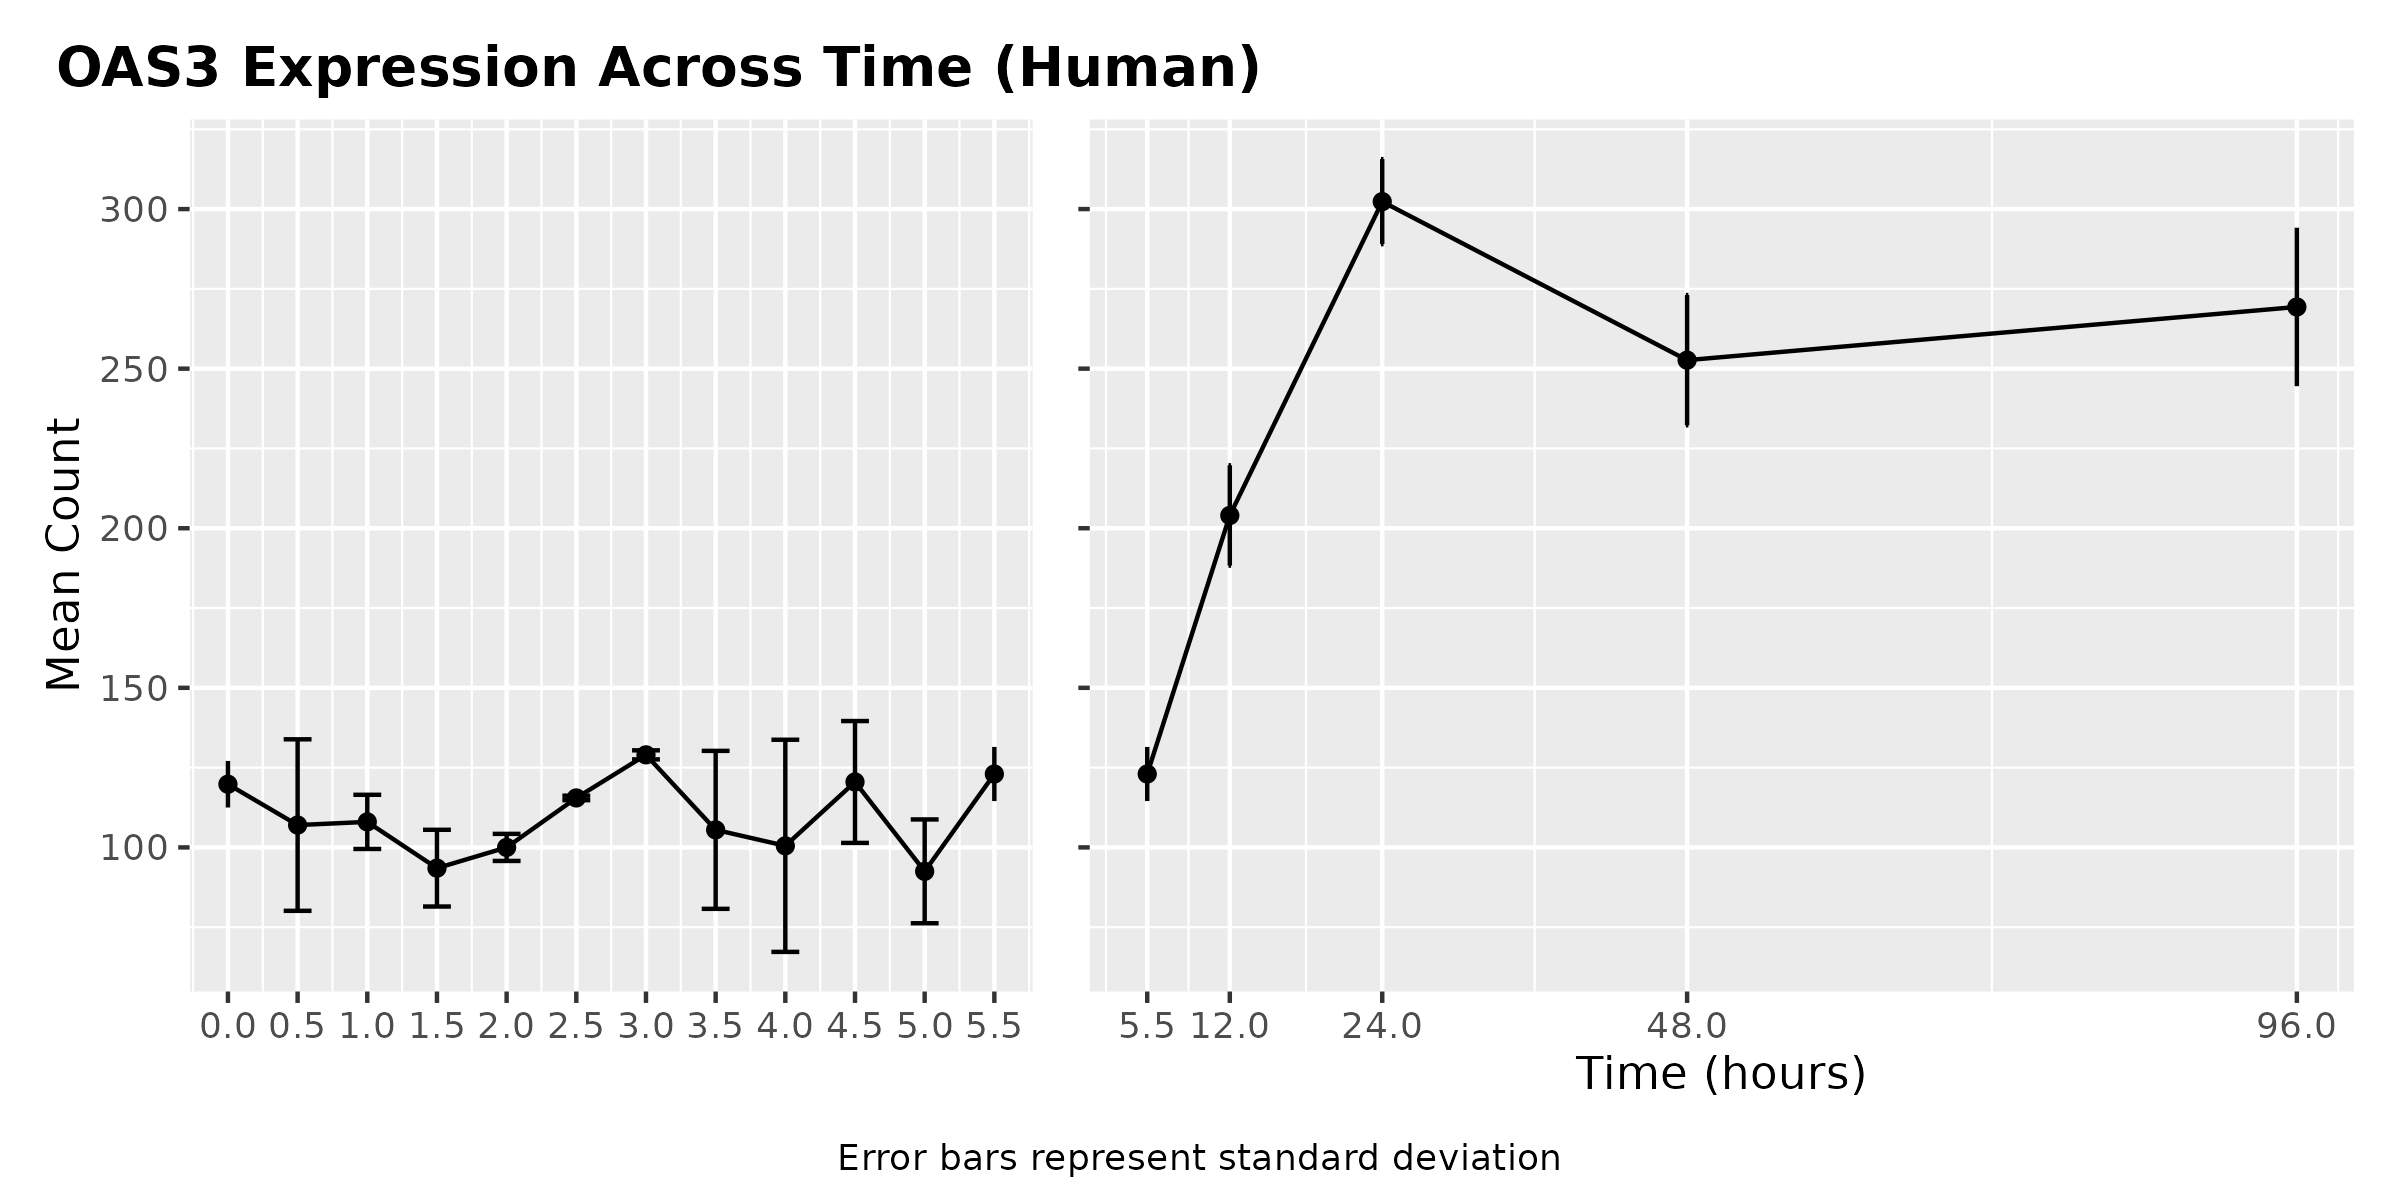 OAS3 Expression Across Time (Human)
Mean Count
300
250
200
150
100
0.0 0.5 1.0 1.5 2.0 2.5 3.0 3.5 4.0 4.5 5.0 5.5
5.5 12.0 24.0 48.0 96.0
Time (hours)
Error bars represent standard deviation